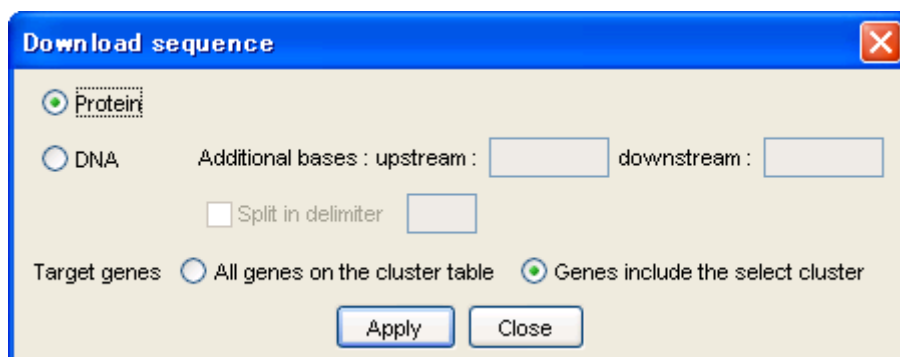 Download sequence
Protein
DNA Additional bases : upstream : downstream :
Split in delimiter
Target genes All genes on the cluster table Genes include the select cluster
Apply Close